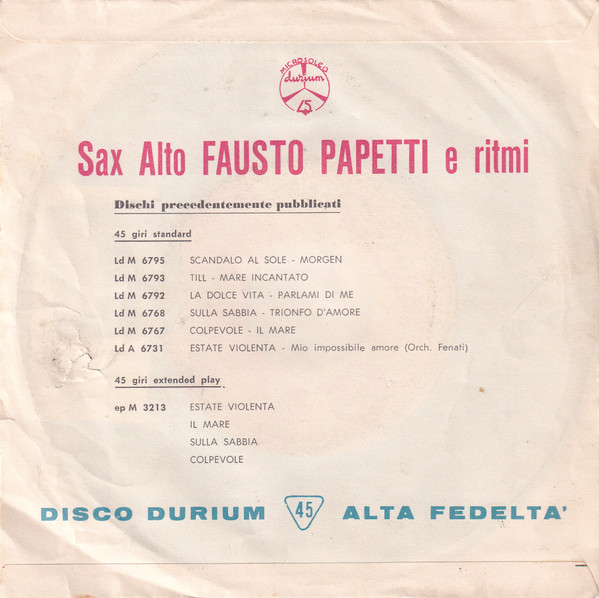 MICROSOLCO
durium
45
Sax Alto FAUSTO PAPETTI e ritmi
Dischi precedentemente pubblicati
45 giri standard
Ld M 6795 SCANDALO AL SOLE - MORGEN
Ld M 6793 TILL - MARE INCANTATO
Ld M 6792 LA DOLCE VITA - PARLAMI DI ME
Ld M 6768 SULLA SABBIA - TRIONFO D'AMORE
Ld M 6767 COLPEVOLE - IL MARE
Ld A 6731 ESTATE VIOLENTA - Mio impossibile amore (Orch. Fenati)
45 giri extended play
ep M 3213 ESTATE VIOLENTA
IL MARE
SULLA SABBIA
COLPEVOLE
DISCO DURIUM 45 ALTA FEDELTA'